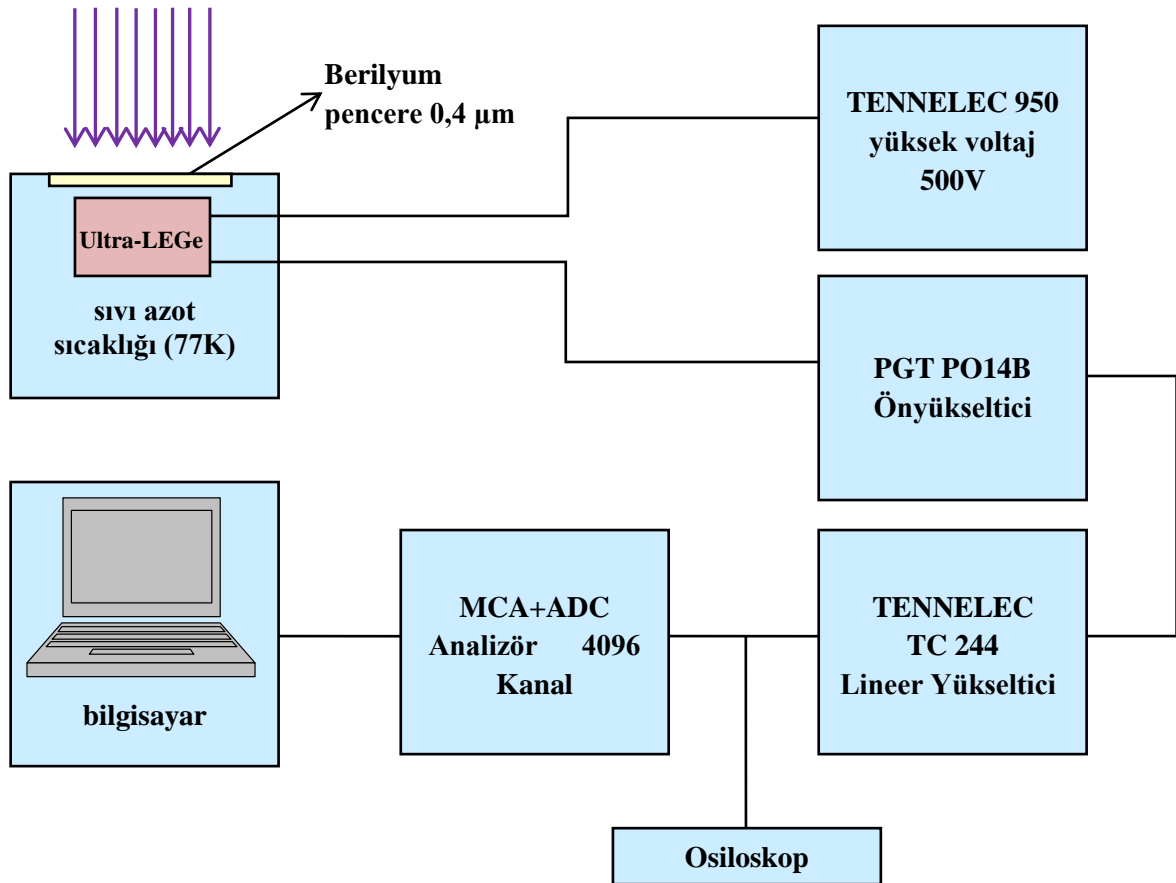 Berilyum
pencere 0,4 µm
TENNELEC 950
yüksek voltaj
500V
Ultra-LEGe
sıvı azot
sıcaklığı (77K)
PGT PO14B
Önyükseltici
bilgisayar
MCA+ADC
Analizör 4096
Kanal
TENNELEC
TC 244
Lineer Yükseltici
Osiloskop